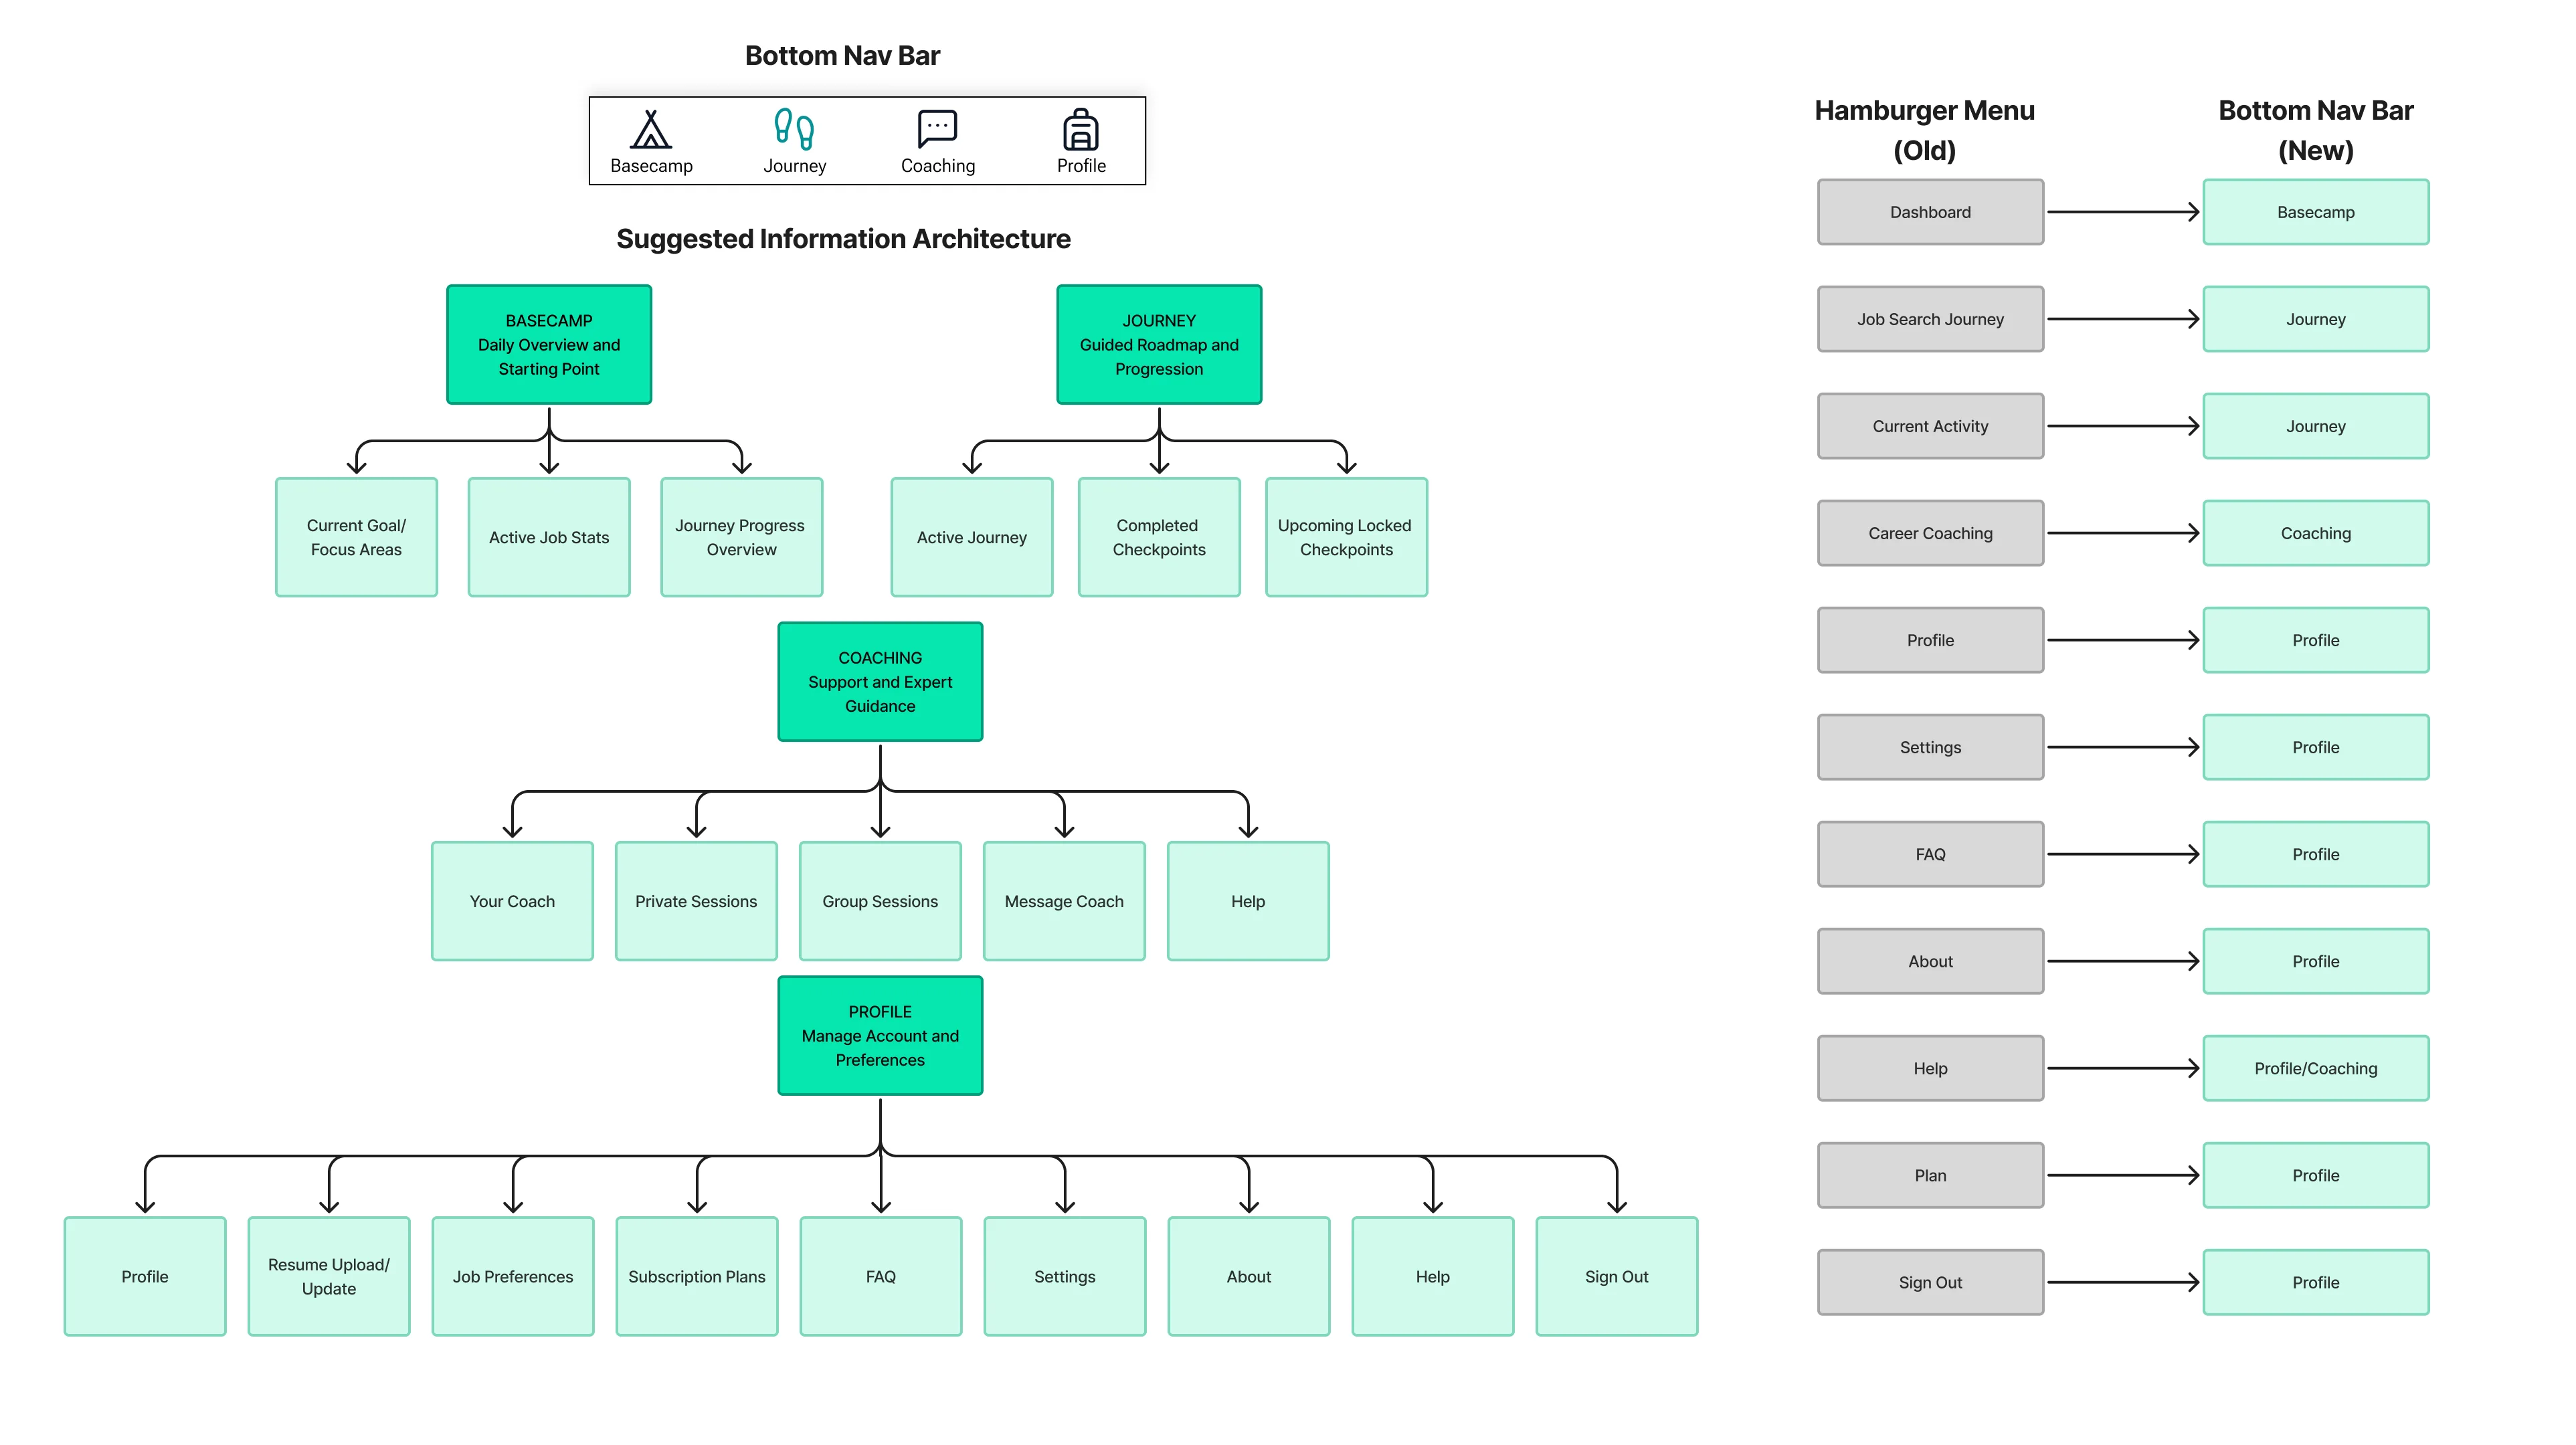 Bottom Nav Bar
Basecamp
Journey
Coaching
Profile
Suggested Information Architecture
BASECAMP
Daily Overview and
Starting Point
JOURNEY
Guided Roadmap and
Progression
Current Goal/
Focus Areas
Active Job Stats
Journey Progress
Overview
Active Journey
Completed
Checkpoints
Upcoming Locked
Checkpoints
COACHING
Support and Expert
Guidance
Your Coach
Private Sessions
Group Sessions
Message Coach
Help
PROFILE
Manage Account and
Preferences
Profile
Resume Upload/
Update
Job Preferences
Subscription Plans
FAQ
Settings
About
Help
Sign Out
Hamburger Menu
(Old)
Bottom Nav Bar
(New)
Dashboard
Basecamp
Job Search Journey
Journey
Current Activity
Journey
Career Coaching
Coaching
Profile
Profile
Settings
Profile
FAQ
Profile
About
Profile
Help
Profile/Coaching
Plan
Profile
Sign Out
Profile